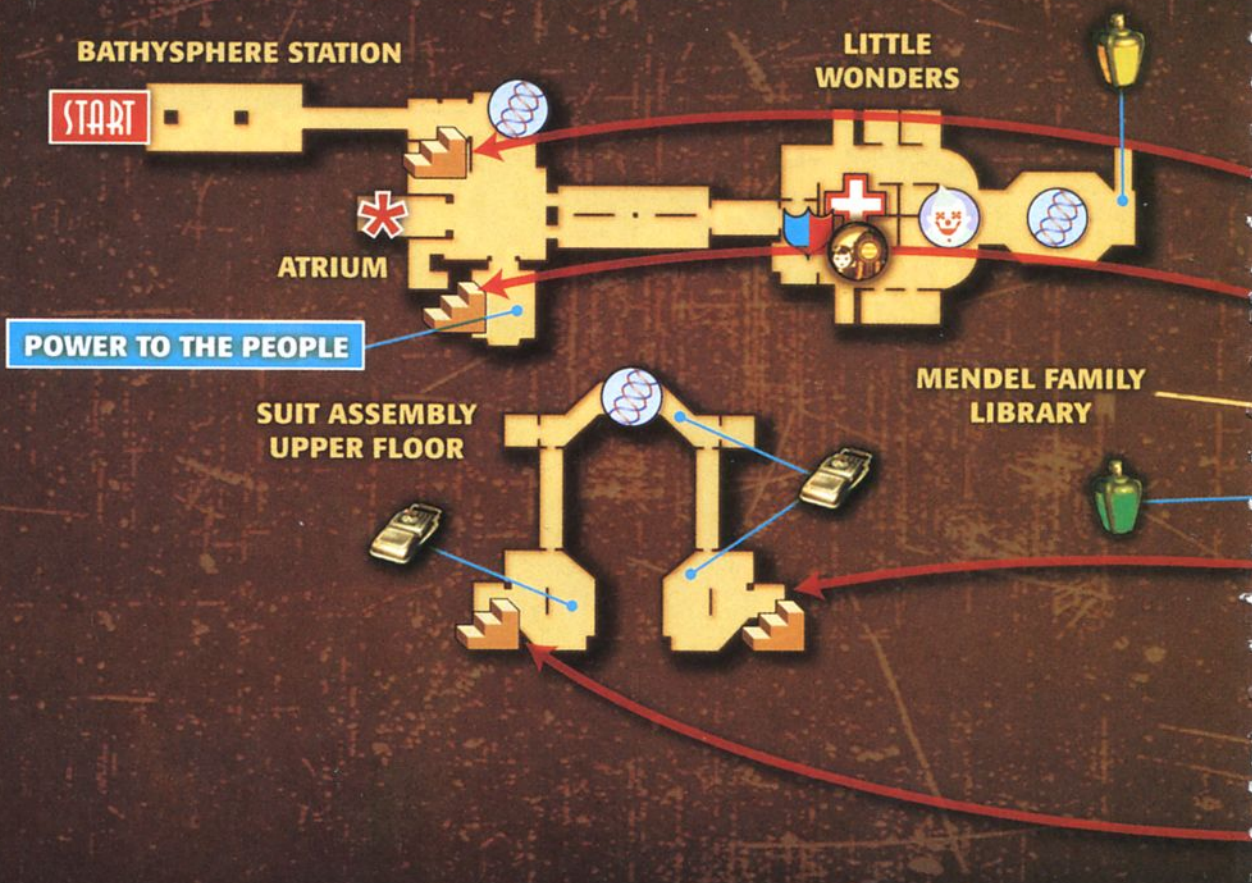 BATHYSPHERE STATION
START
LITTLE
WONDERS
ATRIUM
POWER TO THE PEOPLE
SUIT ASSEMBLY
UPPER FLOOR
MENDEL FAMILY
LIBRARY